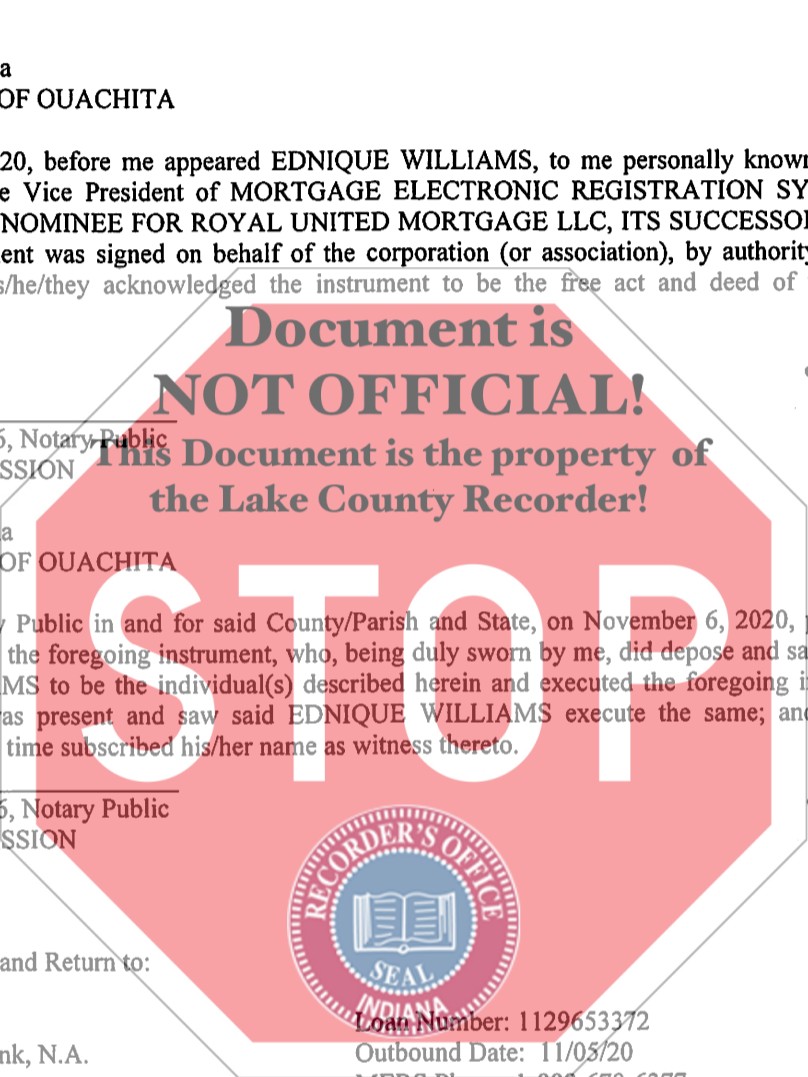 a
OF OUACHITA
20, before me appeared EDNIQUE WILLIAMS, to me personally known
e Vice President of MORTGAGE ELECTRONIC REGISTRATION SY
NOMINEE FOR ROYAL UNITED MORTGAGE LLC, ITS SUCCESSOR
ent was signed on behalf of the corporation (or association), by authority
s/he/they acknowledged the instrument to be the free act and deed of
Document is
NOT OFFICIAL!
5, Notary Public
This Document is the property of
SSION
the Lake County Recorder!
a
OF OUACHITA
STOP
y Public in and for said County/Parish and State, on November 6, 2020, p
the foregoing instrument, who, being duly sworn by me, did depose and sa
MS to be the individual(s) described herein and executed the foregoing i
as present and saw said EDNIQUE WILLIAMS execute the same; and
time subscribed his/her name as witness thereto.
5, Notary Public
SSION
RECORDER'S OFFICE
SEAL
INDIANA
and Return to:
Loan Number: 1129653372
nk, N.A.
Outbound Date: 11/05/20